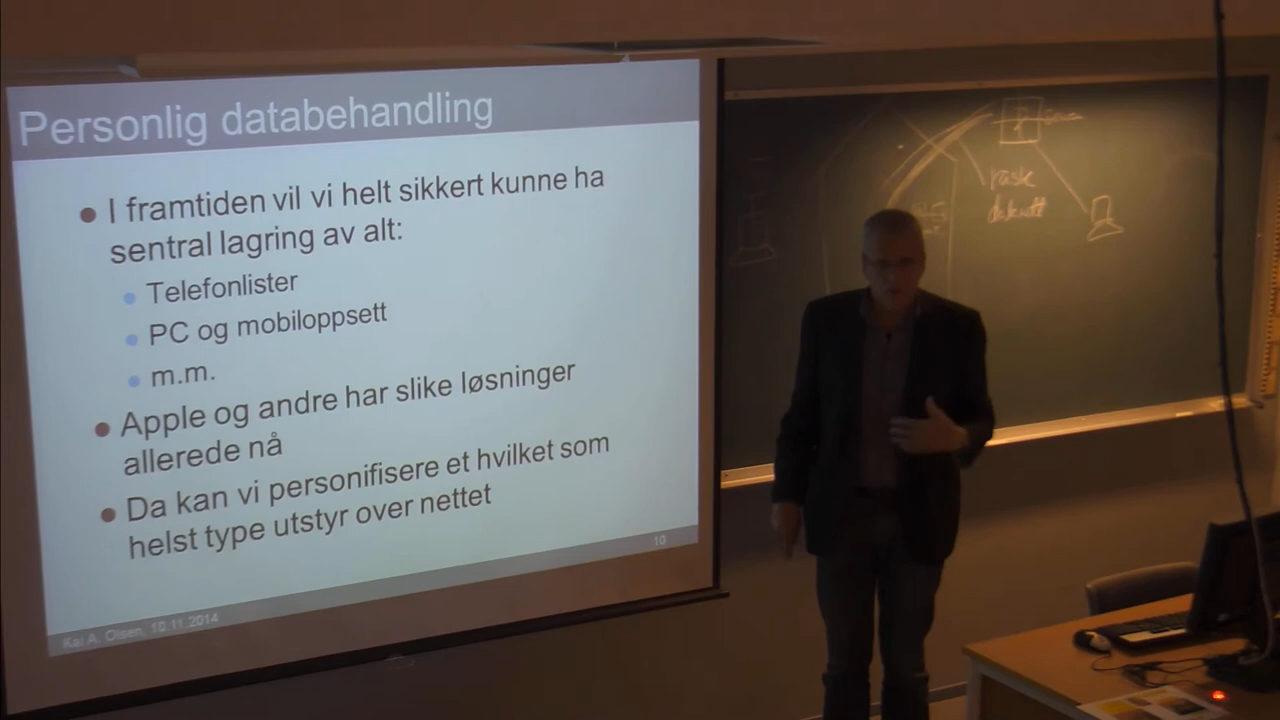 Personlig databehandling
I framtiden vil vi helt sikkert kunne ha
sentral lagring av alt:
Telefonlister
PC og mobiloppsett
m.m.
Apple og andre har slike løsninger
allerede nå
Da kan vi personifisere et hvilket som
helst type utstyr over nettet
10
Kai A. Olsen, 10.11.2014
rask